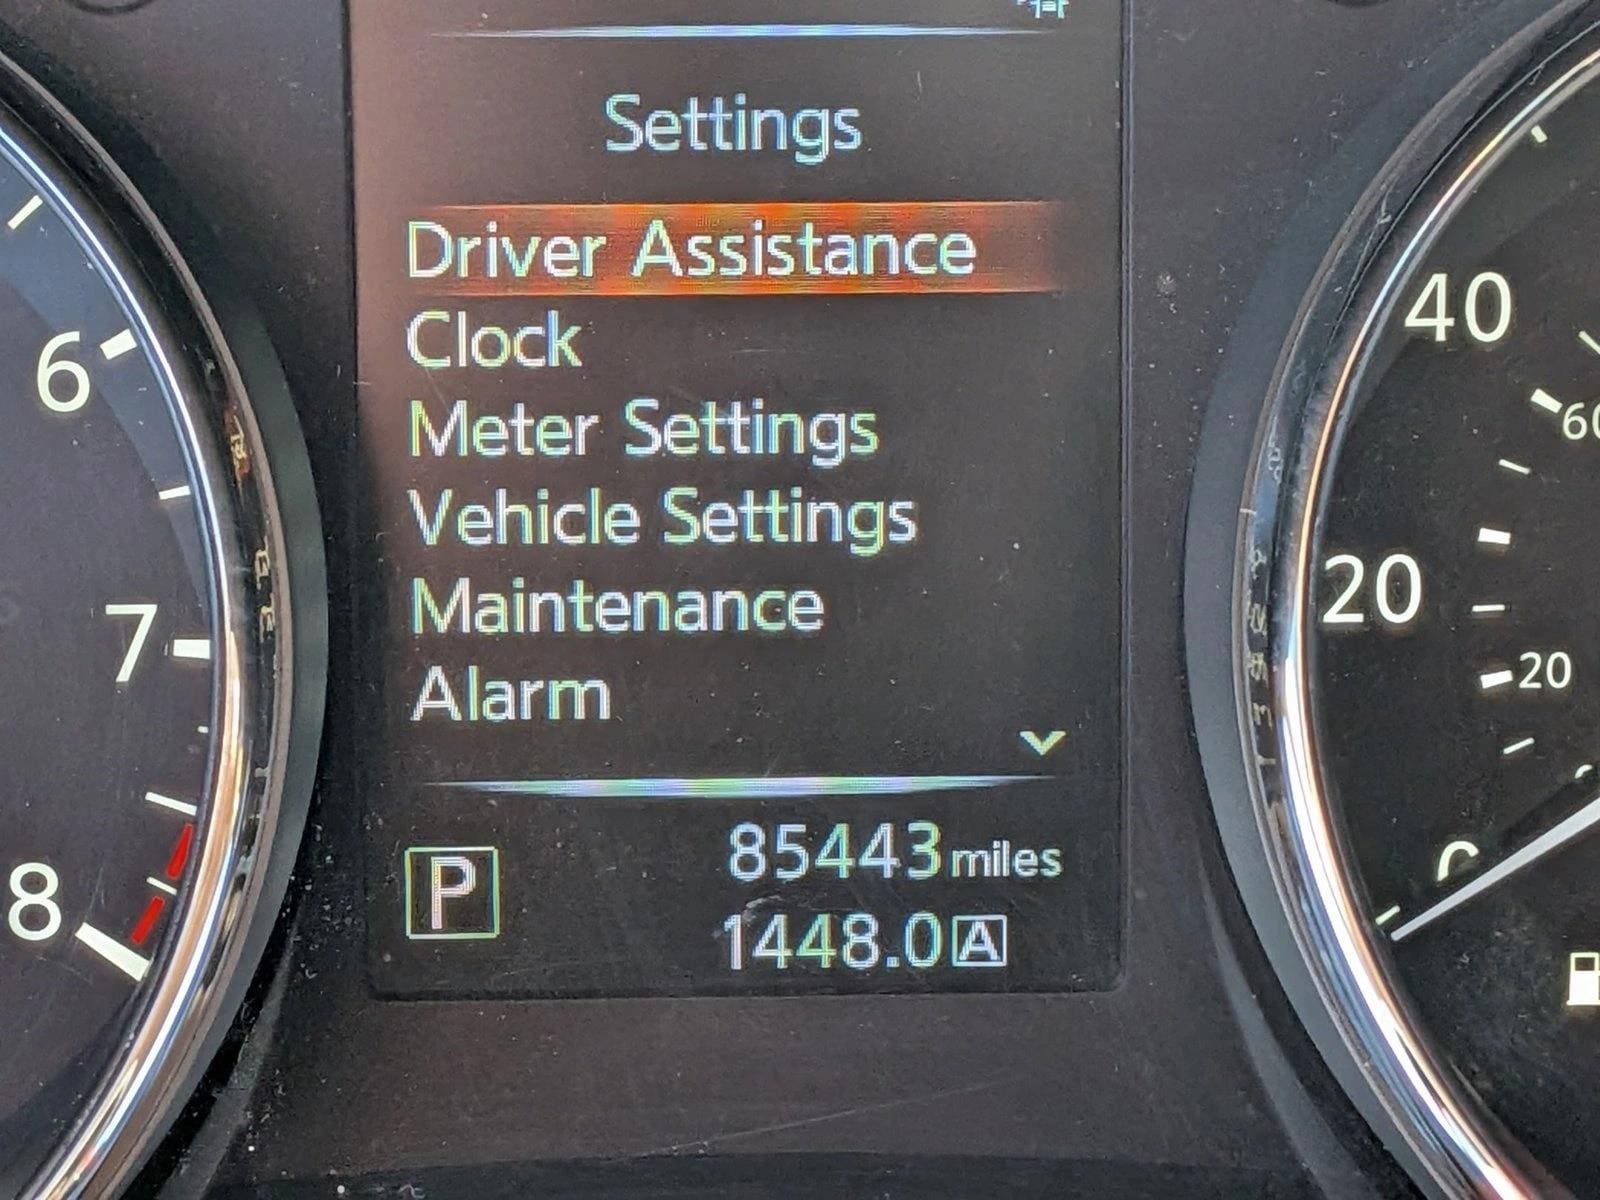 Settings
Driver Assistance
Clock
Meter Settings
Vehicle Settings
Maintenance
Alarm
P
85443 miles
1448.0 A
6
7
8
40
60
20
20